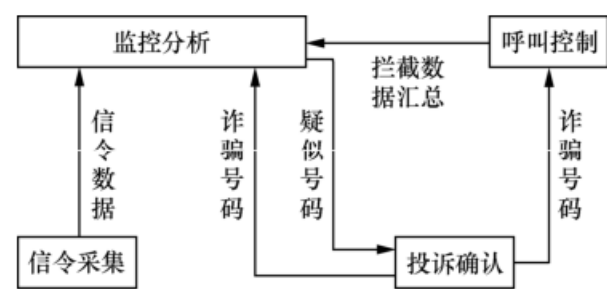 监控分析
呼叫控制
拦截数
据汇总
信令数据
诈骗号码
疑似号码
诈骗号码
信令采集
投诉确认